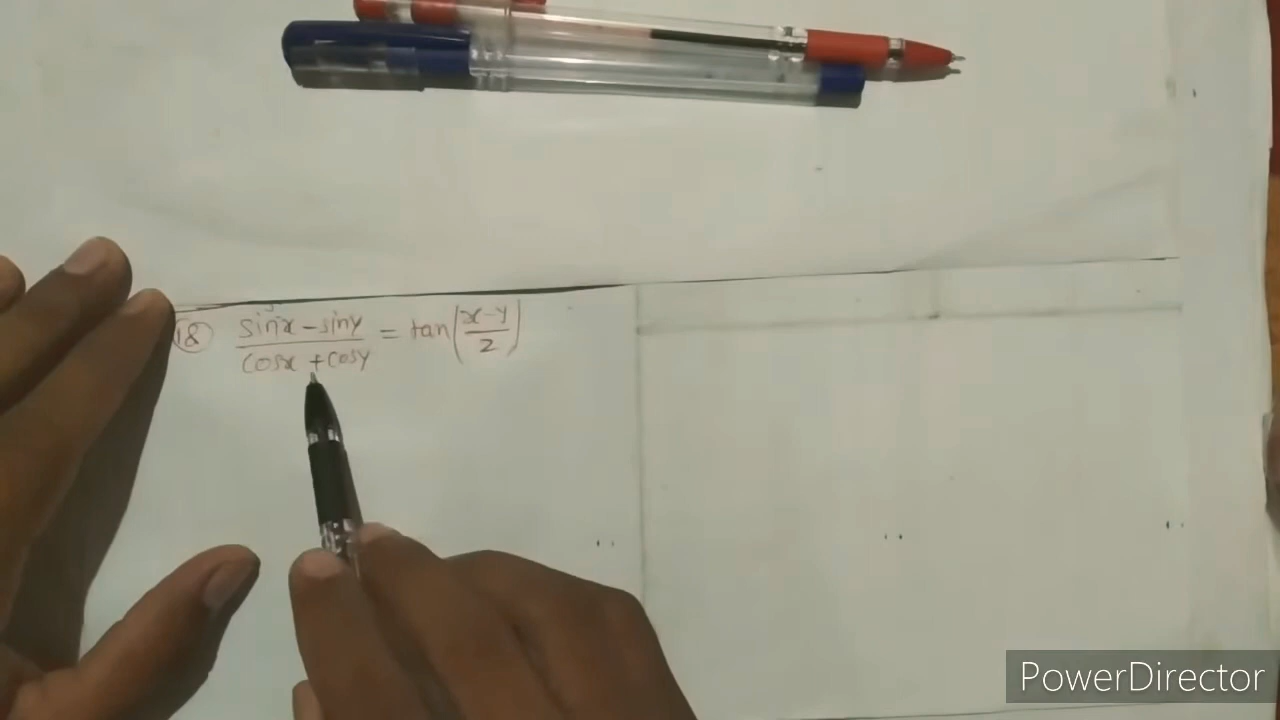 18 sinx - siny / cosx + cosy = tan(x-y / 2)
PowerDirector